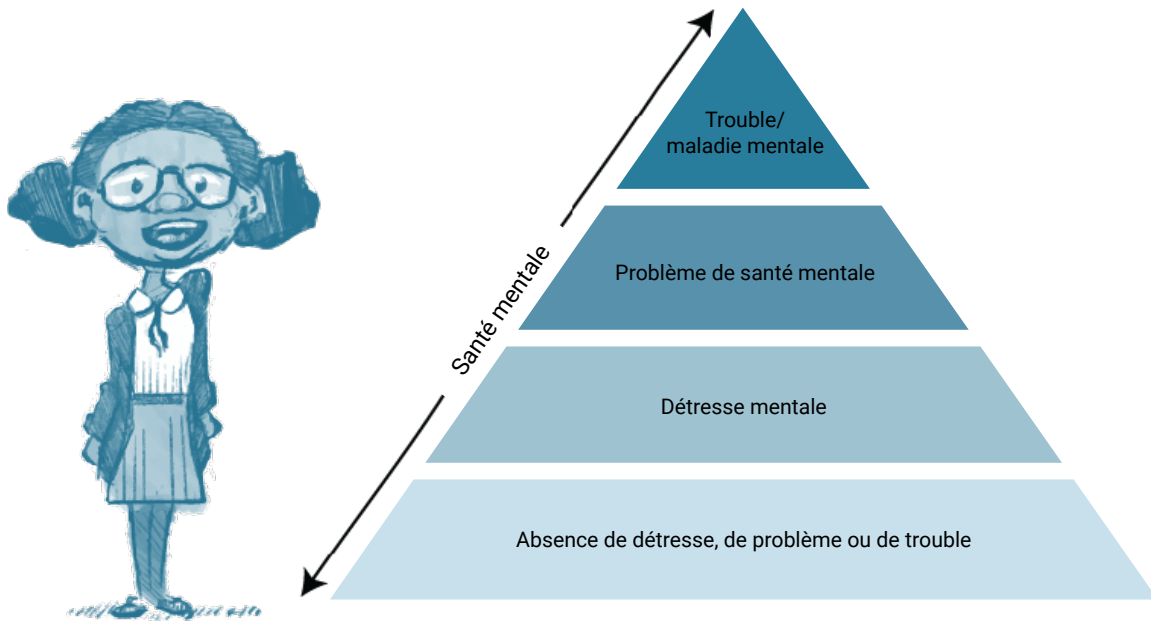 Trouble/
maladie mentale
Problème de santé mentale
Santé mentale
Détresse mentale
Absence de détresse, de problème ou de trouble